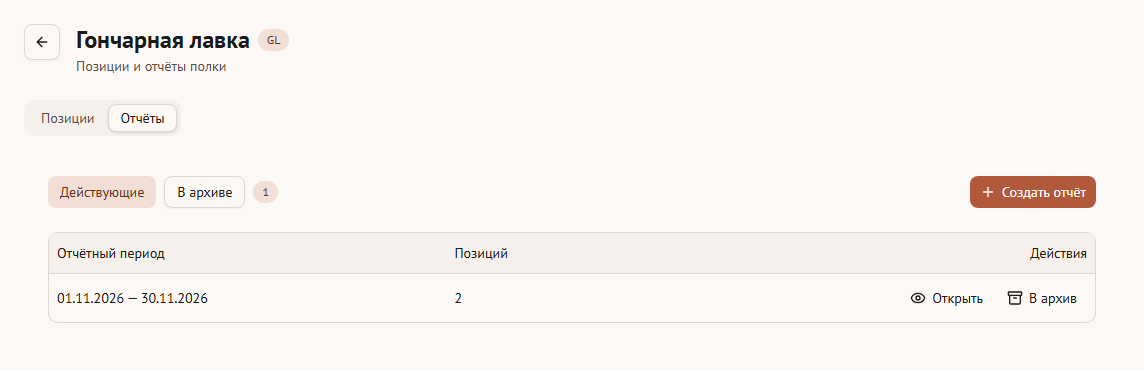 Гончарная лавка GL
Позиции и отчёты полки
Позиции Отчёты
Действующие В архиве 1 Создать отчёт
Отчётный период Позиций Действия
01.11.2026 — 30.11.2026 2 Открыть В архив